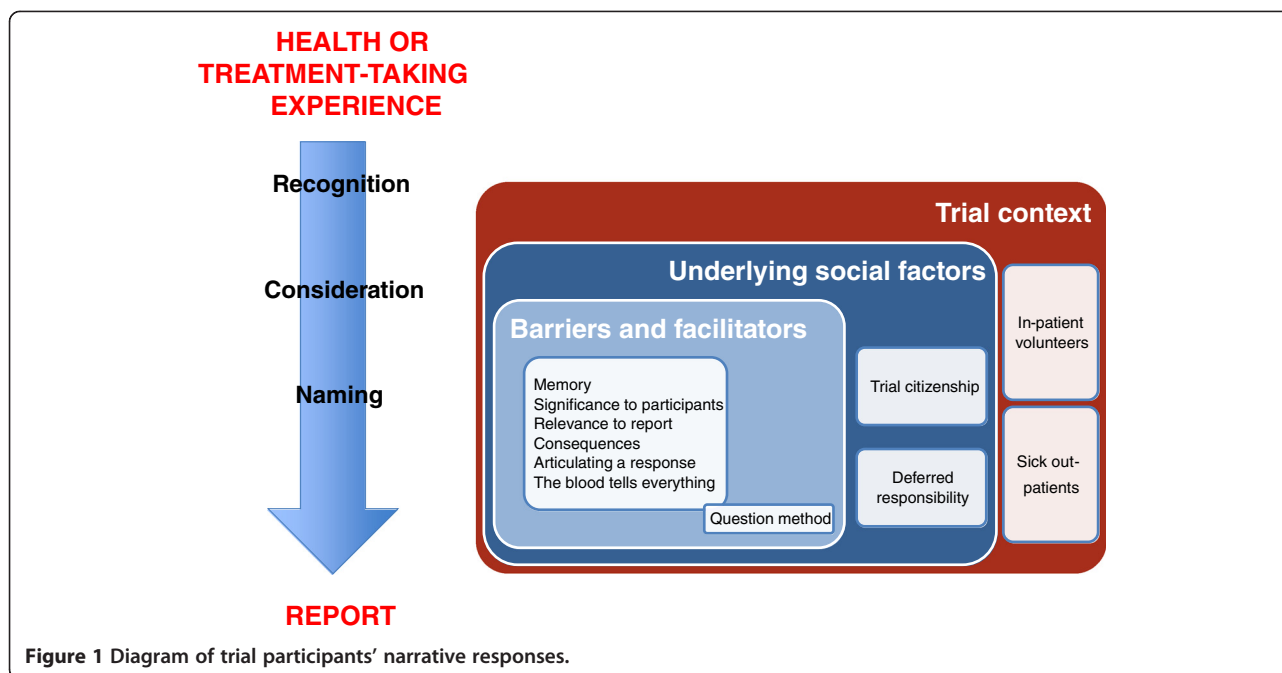 HEALTH OR
TREATMENT-TAKING
EXPERIENCE
Recognition
Consideration
Naming
REPORT
Trial context
Underlying social factors
Barriers and facilitators
Memory
Significance to participants
Relevance to report
Consequences
Articulating a response
The blood tells everything
Question method
Trial citizenship
Deferred
responsibility
In-patient
volunteers
Sick out-
patients
Figure 1 Diagram of trial participants’ narrative responses.